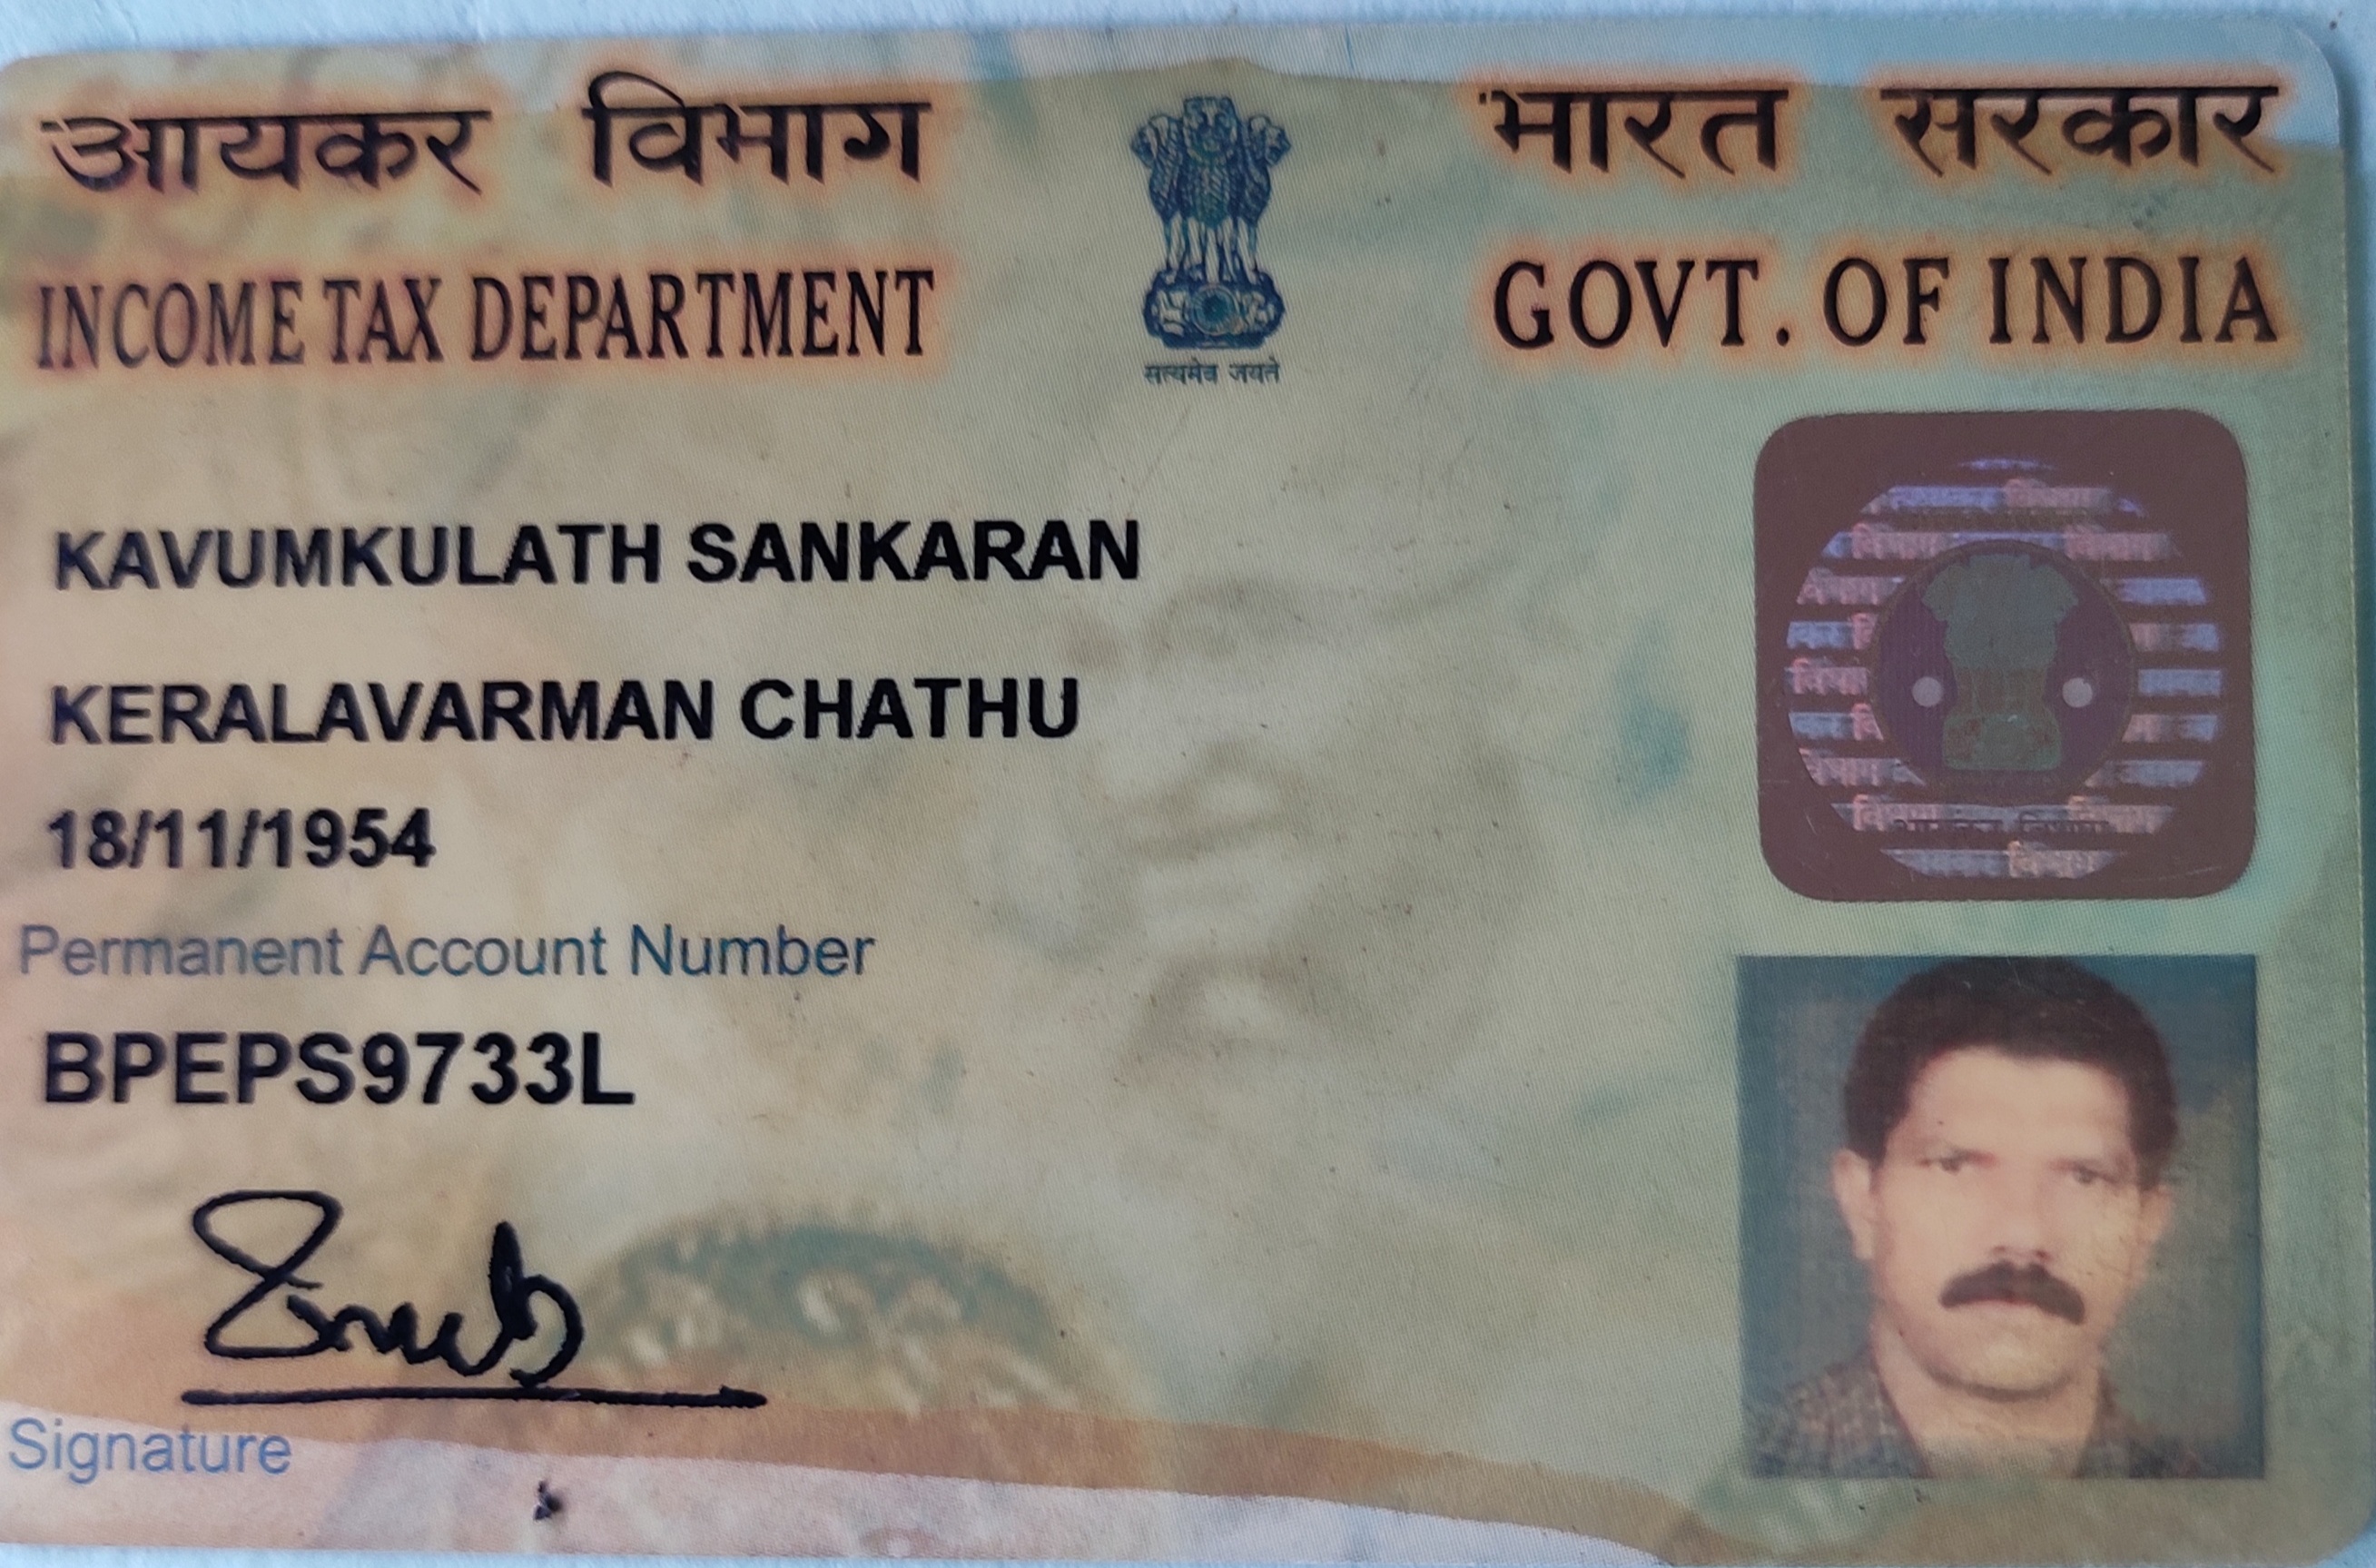 आयकर विभाग
INCOME TAX DEPARTMENT
भारत सरकार
GOVT. OF INDIA
सत्यमेव जयते
KAVUMKULATH SANKARAN
KERALAVARMAN CHATHU
18/11/1954
Permanent Account Number
BPEPS9733L
Signature